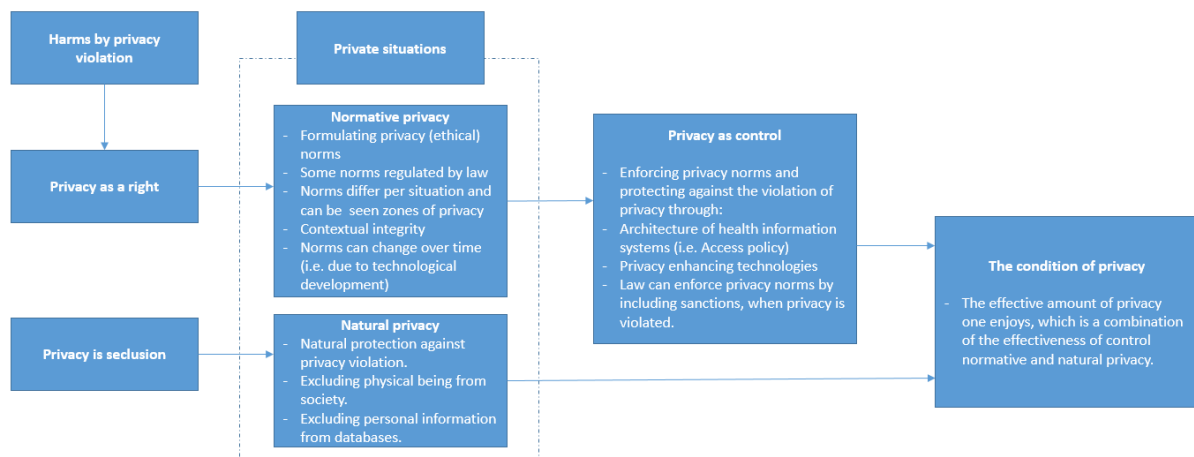 Harms by privacy
violation
Private situations
Privacy as a right
Normative privacy
- Formulating privacy (ethical)
norms
- Some norms regulated by law
- Norms differ per situation and
can be  seen zones of privacy
- Contextual integrity
- Norms can change over time
(i.e. due to technological
development)
Privacy as control
- Enforcing privacy norms and
protecting against the violation of
privacy through:
- Architecture of health information
systems (i.e. Access policy)
- Privacy enhancing technologies
- Law can enforce privacy norms by
including sanctions, when privacy is
violated.
Privacy is seclusion
Natural privacy
- Natural protection against
privacy violation.
- Excluding physical being from
society.
- Excluding personal information
from databases.
The condition of privacy
- The effective amount of privacy
one enjoys, which is a combination
of the effectiveness of control
normative and natural privacy.